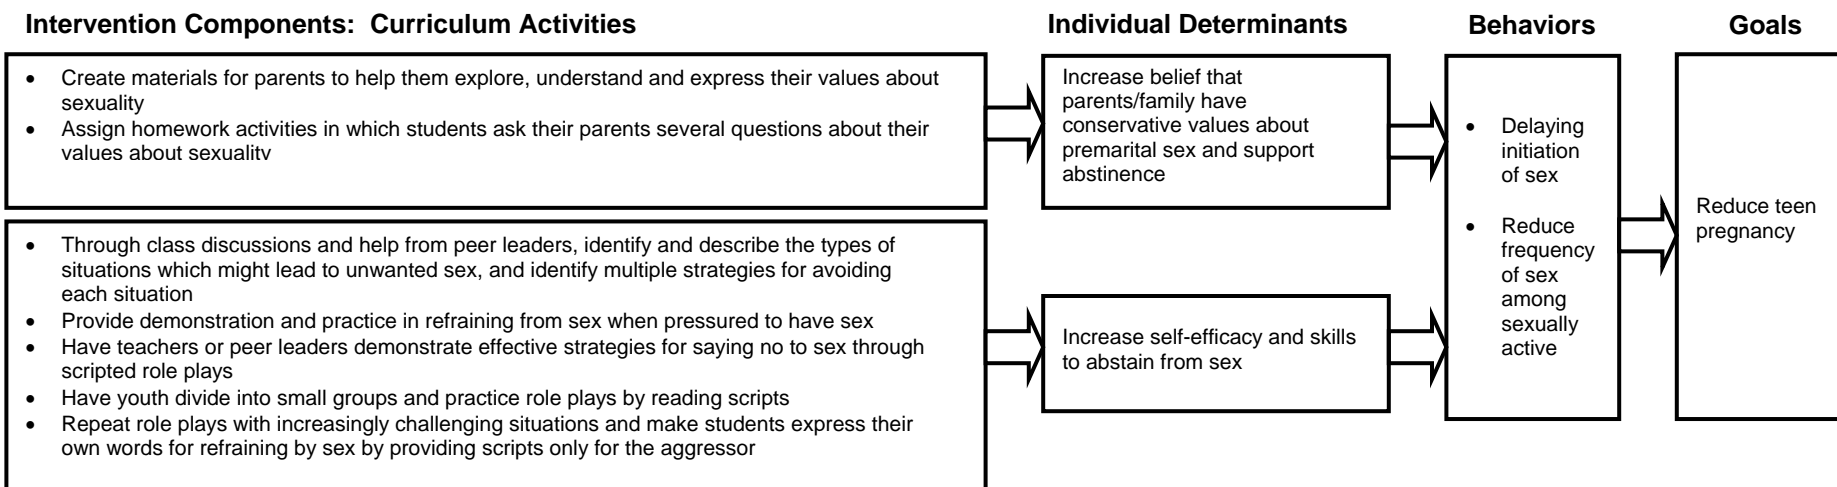 Intervention Components:  Curriculum Activities
• Create materials for parents to help them explore, understand and express their values about
sexuality
• Assign homework activities in which students ask their parents several questions about their
values about sexuality
• Through class discussions and help from peer leaders, identify and describe the types of
situations which might lead to unwanted sex, and identify multiple strategies for avoiding
each situation
• Provide demonstration and practice in refraining from sex when pressured to have sex
• Have teachers or peer leaders demonstrate effective strategies for saying no to sex through
scripted role plays
• Have youth divide into small groups and practice role plays by reading scripts
• Repeat role plays with increasingly challenging situations and make students express their
own words for refraining by sex by providing scripts only for the aggressor
Individual Determinants
Increase belief that
parents/family have
conservative values about
premarital sex and support
abstinence
Increase self-efficacy and skills
to abstain from sex
Behaviors
• Delaying
initiation
of sex
• Reduce
frequency
of sex
among
sexually
active
Goals
Reduce teen
pregnancy